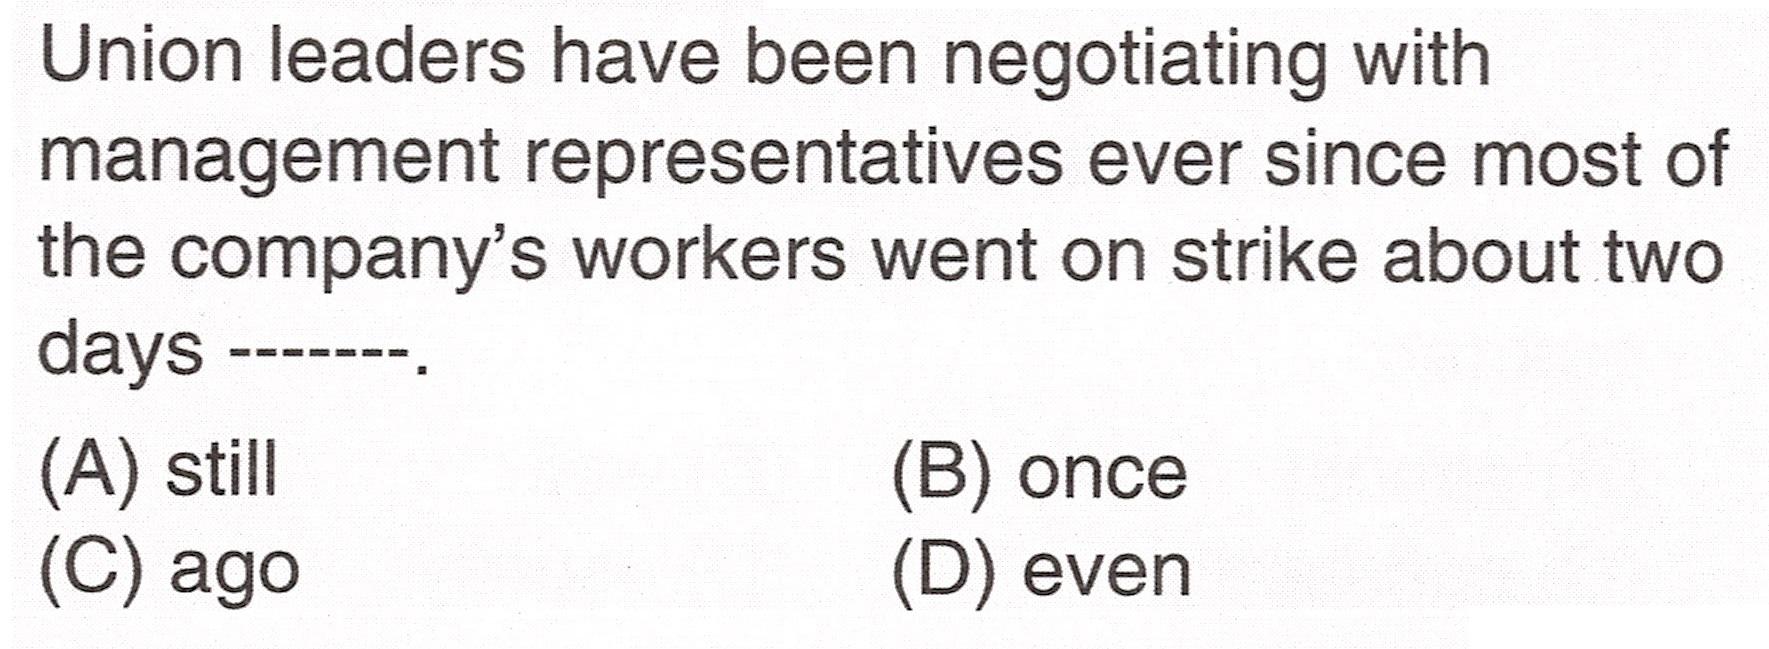 Union leaders have been negotiating with
management representatives ever since most of
the company's workers went on strike about two
days -------.
(A) still (B) once
(C) ago (D) even